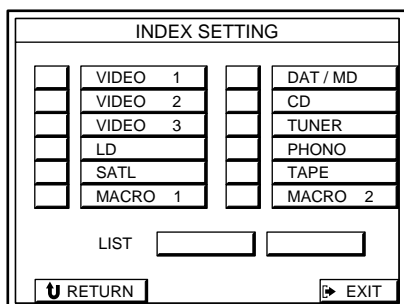 INDEX SETTING
VIDEO 1 DAT / MD
VIDEO 2 CD
VIDEO 3 TUNER
LD PHONO
SATL TAPE
MACRO 1 MACRO 2
LIST
RETURN EXIT